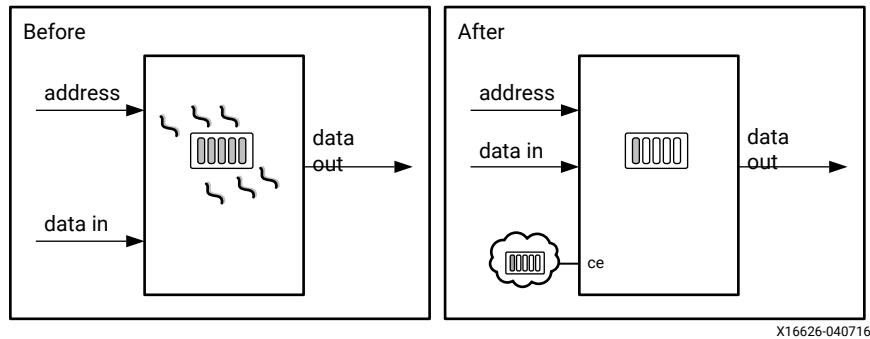 Before
address
data
out
data in
After
address
data in
data
out
ce
X16626-040716